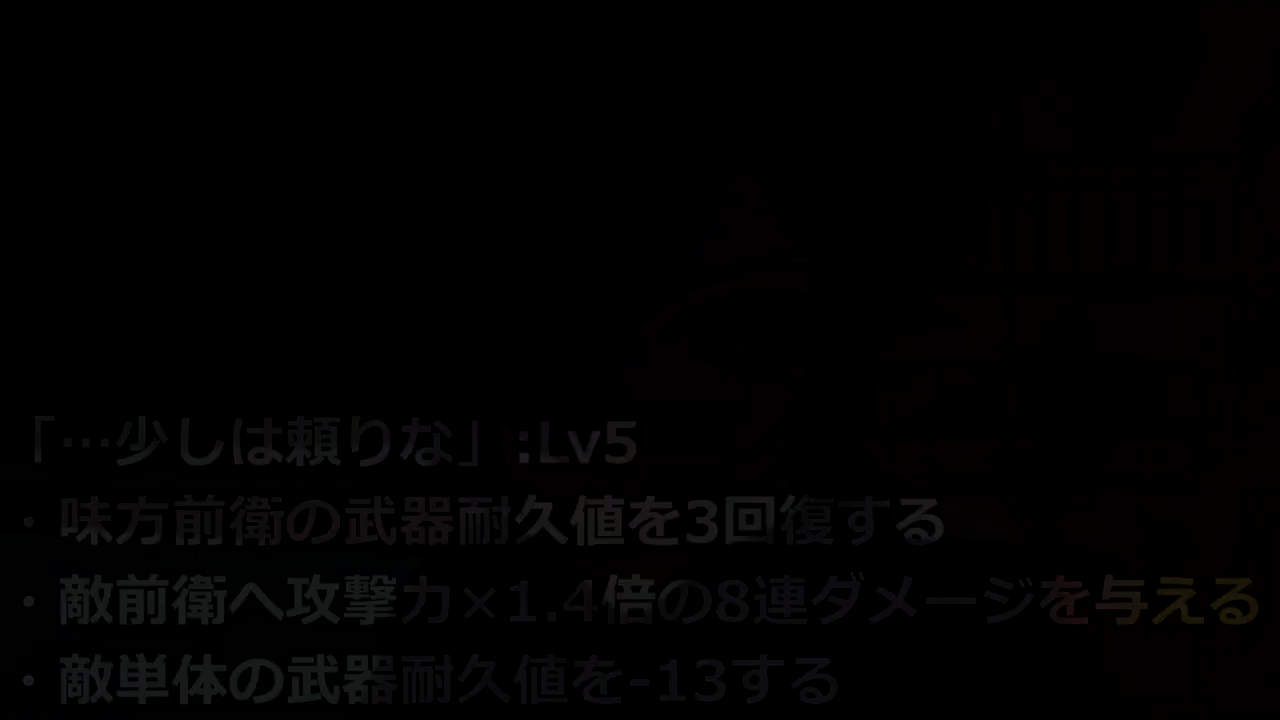 「…少しは頼りな」:Lv5
・味方前衛の武器耐久値を3回復する
・敵前衛へ攻撃力×1.4倍の8連ダメージを与える
・敵単体の武器耐久値を-13する